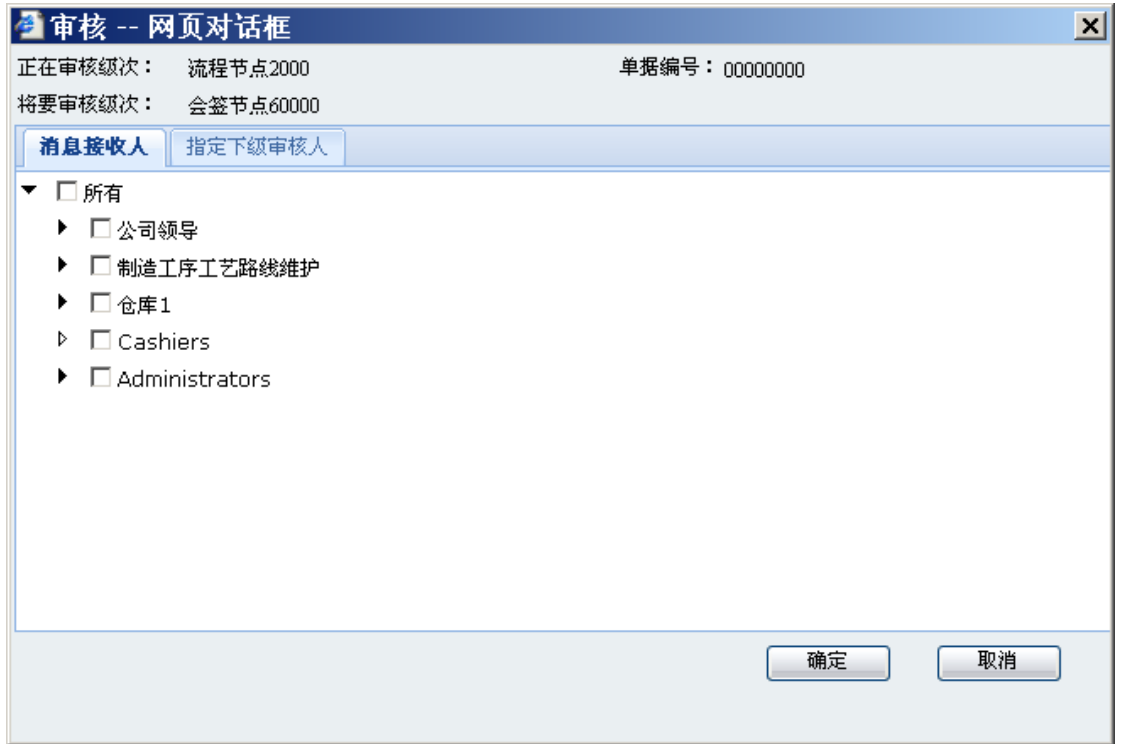 审核 -- 网页对话框
正在审核级次： 流程节点2000 单据编号：00000000
将要审核级次： 会签节点60000
消息接收人 指定下级审核人
所有
公司领导
制造工序工艺路线维护
仓库1
Cashiers
Administrators
确定 取消